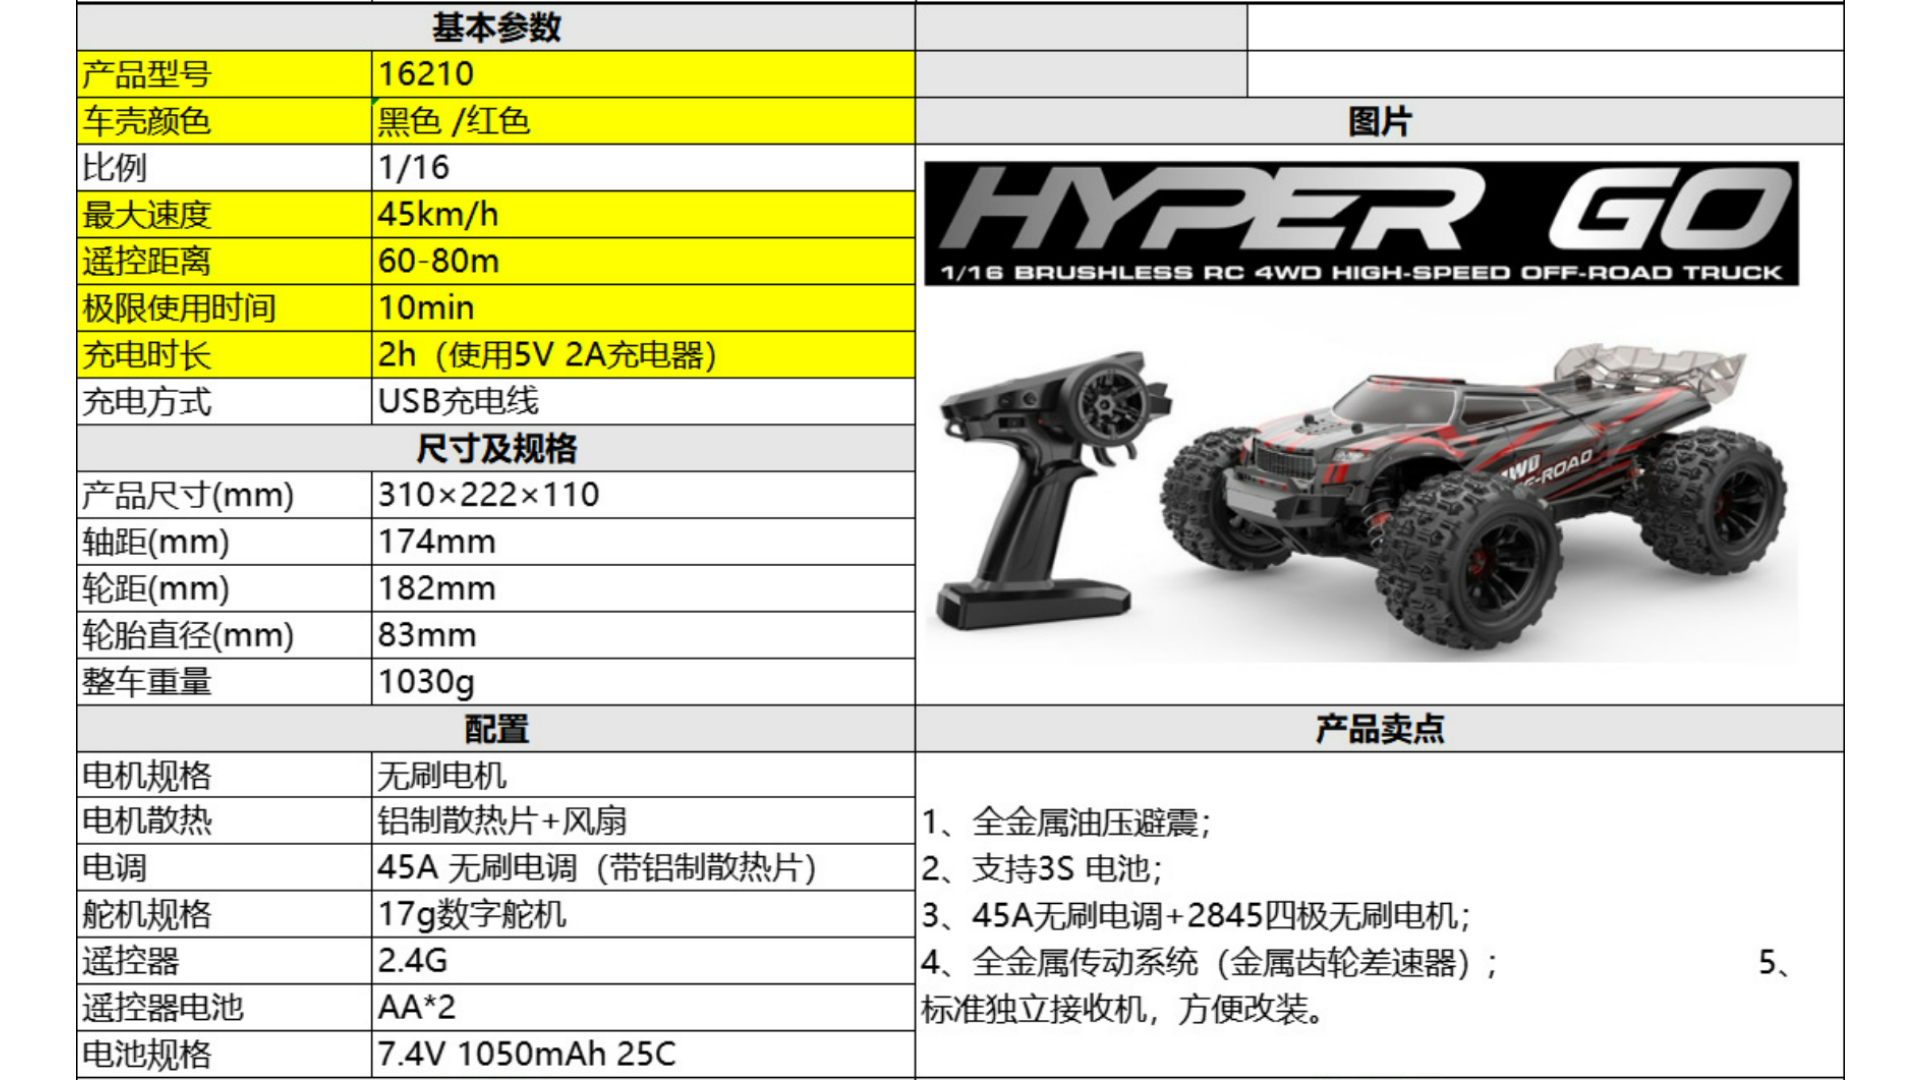 基本参数
产品型号 16210
车壳颜色 黑色 /红色
比例 1/16
最大速度 45km/h
遥控距离 60-80m
极限使用时间 10min
充电时长 2h（使用5V 2A充电器）
充电方式 USB充电线
尺寸及规格
产品尺寸(mm) 310×222×110
轴距(mm) 174mm
轮距(mm) 182mm
轮胎直径(mm) 83mm
整车重量 1030g
配置
电机规格 无刷电机
电机散热 铝制散热片+风扇
电调 45A 无刷电调（带铝制散热片）
舵机规格 17g数字舵机
遥控器 2.4G
遥控器电池 AA*2
电池规格 7.4V 1050mAh 25C
图片
HYPER GO
1/16 BRUSHLESS RC 4WD HIGH-SPEED OFF-ROAD TRUCK
4WD
OFF-ROAD
产品卖点
1、全金属油压避震；
2、支持3S 电池；
3、45A无刷电调+2845四极无刷电机；
4、全金属传动系统（金属齿轮差速器）； 5、
标准独立接收机，方便改装。